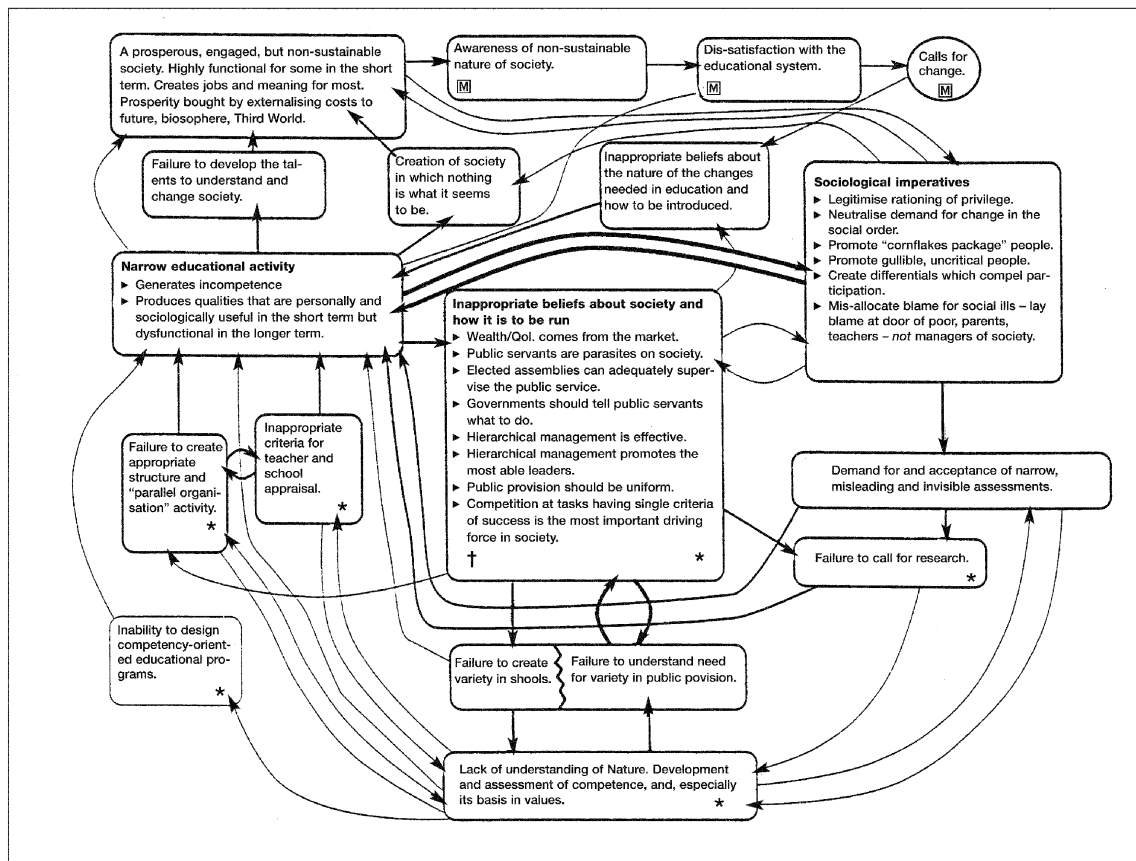 A prosperous, engaged, but non-sustainable
society. Highly functional for some in the short
term. Creates jobs and meaning for most.
Prosperity bought by externalising costs to
future, biosphere, Third World.
Awareness of non-sustainable
nature of society.
M
Dis-satisfaction with the
educational system.
M
Calls for
change.
M
Failure to develop the tal-
ents to understand and
change society.
Creation of society
in which nothing
is what it seems
to be.
Inappropriate beliefs about
the nature of the changes
needed in education and
how to be introduced.
Sociological imperatives
► Legitimise rationing of privilege.
► Neutralise demand for change in the
social order.
► Promote “cornflakes package” people.
► Promote gullible, uncritical people.
► Create differentials which compel par-
ticipation.
► Mis-allocate blame for social ills – lay
blame at door of poor, parents,
teachers – not managers of society.
Narrow educational activity
► Generates incompetence
► Produces qualities that are personally and
sociologically useful in the short term but
dysfunctional in the longer term.
Inappropriate beliefs about society and
how it is to be run
► Wealth/Qol. comes from the market.
► Public servants are parasites on society.
► Elected assemblies can adequately super-
vise the public service.
► Governments should tell public servants
what to do.
► Hierarchical management is effective.
► Hierarchical management promotes the
most able leaders.
► Public provision should be uniform.
► Competition at tasks having single criteria
of success is the most important driving
force in society.
† *
Failure to create
appropriate
structure and
“parallel organi-
sation” activity.
*
Inappropriate
criteria for
teacher and
school
appraisal.
*
Demand for and acceptance of narrow,
misleading and invisible assessments.
Failure to call for research.
*
Inability to design
competency-orient-
ed educational pro-
grams.
*
Failure to create
variety in shools.
Failure to understand need
for variety in public povision.
Lack of understanding of Nature. Development
and assessment of competence, and, especially
its basis in values.
*